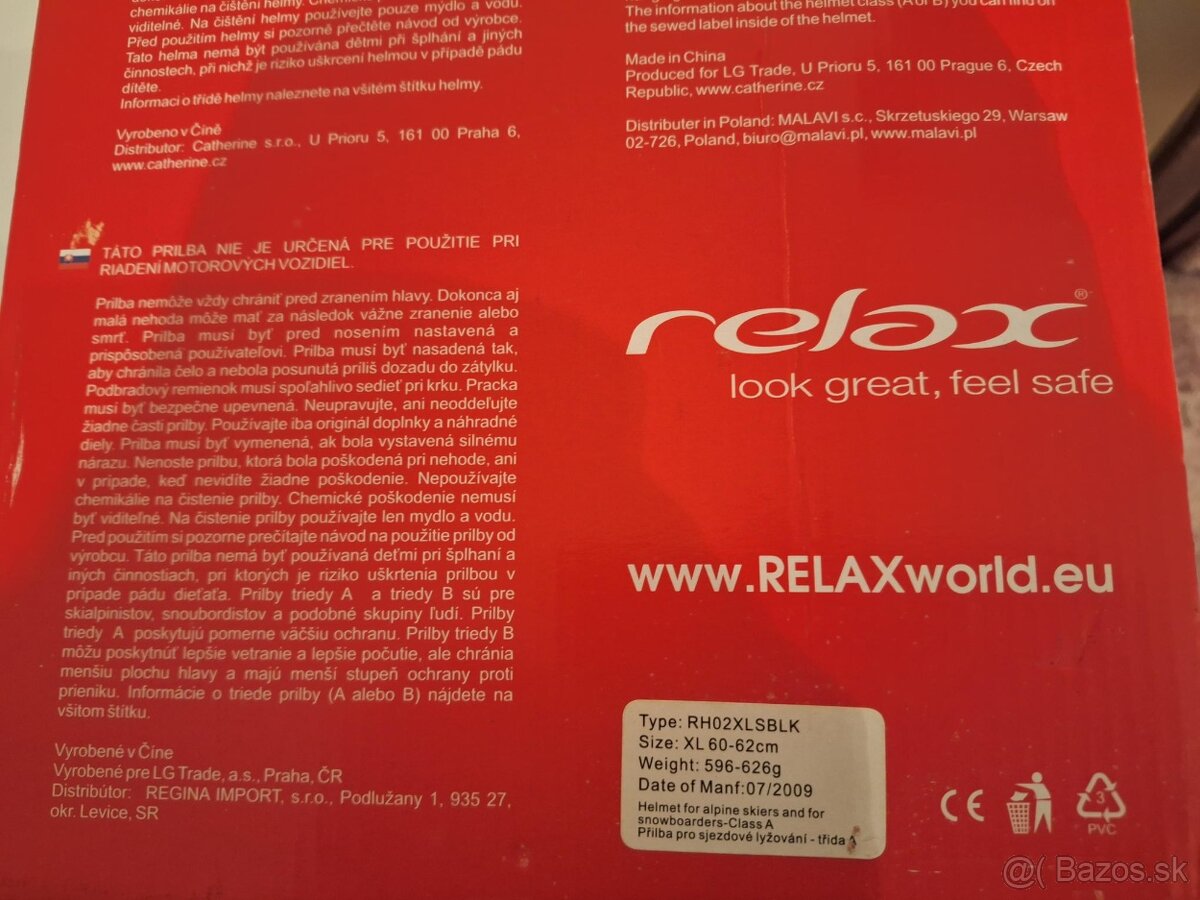 chemikálie na čištění helmy.
viditelné. Na čištění helmy používejte pouze mýdlo a vodu.
Před použitím helmy si pozorně přečtěte návod od výrobce.
Tato helma nemá být používána dětmi při šplhání a jiných
činnostech, při nichž je riziko uškrcení helmou v případě pádu
dítěte.
Informaci o třídě helmy naleznete na všitém štítku helmy.
Vyrobeno v Číně
Distributor: Catherine s.r.o., U Prioru 5, 161 00 Praha 6,
www.catherine.cz
The information about the helmet class (A or B) you can find on
the sewed label inside of the helmet.
Made in China
Produced for LG Trade, U Prioru 5, 161 00 Prague 6, Czech
Republic, www.catherine.cz
Distributer in Poland: MALAVI s.c., Skrzetuskiego 29, Warsaw
02-726, Poland, biuro@malavi.pl, www.malavi.pl
TÁTO PRILBA NIE JE URČENÁ PRE POUŽITIE PRI
RIADENÍ MOTOROVÝCH VOZIDIEL.
Prilba nemôže vždy chrániť pred zranením hlavy. Dokonca aj
malá nehoda môže mať za následok vážne zranenie alebo
smrť. Prilba musí byť pred nosením nastavená a
prispôsobená používateľovi. Prilba musí byť nasadená tak,
aby chránila čelo a nebola posunutá príliš dozadu do zátylku.
Podbradový remienok musí spoľahlivo sedieť pri krku. Pracka
musí byť bezpečne upevnená. Neupravujte, ani neoddeľujte
žiadne časti prilby. Používajte iba originál doplnky a náhradné
diely. Prilba musí byť vymenená, ak bola vystavená silnému
nárazu. Nenoste prilbu, ktorá bola poškodená pri nehode, ani
v prípade, keď nevidíte žiadne poškodenie. Nepoužívajte
chemikálie na čistenie prilby. Chemické poškodenie nemusí
byť viditeľné. Na čistenie prilby používajte len mydlo a vodu.
Pred použitím si pozorne prečítajte návod na použitie prilby od
výrobcu. Táto prilba nemá byť používaná deťmi pri šplhaní a
iných činnostiach, pri ktorých je riziko uškrtenia prilbou v
prípade pádu dieťaťa. Prilby triedy A a triedy B sú pre
skialpinistov, snoubordistov a podobné skupiny ľudí. Prilby
triedy A poskytujú pomerne väčšiu ochranu. Prilby triedy B
môžu poskytnúť lepšie vetranie a lepšie počutie, ale chránia
menšiu plochu hlavy a majú menší stupeň ochrany proti
prieniku. Informácie o triede prilby (A alebo B) nájdete na
všitom štítku.
Vyrobené v Číne
Vyrobené pre LG Trade, a.s., Praha, ČR
Distribútor: REGINA IMPORT, s.r.o., Podlužany 1, 935 27,
okr. Levice, SR
relax®
look great, feel safe
www.RELAXworld.eu
Type: RH02XLSBLK
Size: XL 60-62cm
Weight: 596-626g
Date of Manf:07/2009
Helmet for alpine skiers and for
snowboarders-Class A
Přilba pro sjezdové lyžování - třída A
CE
3
PVC
@( Bazos.sk